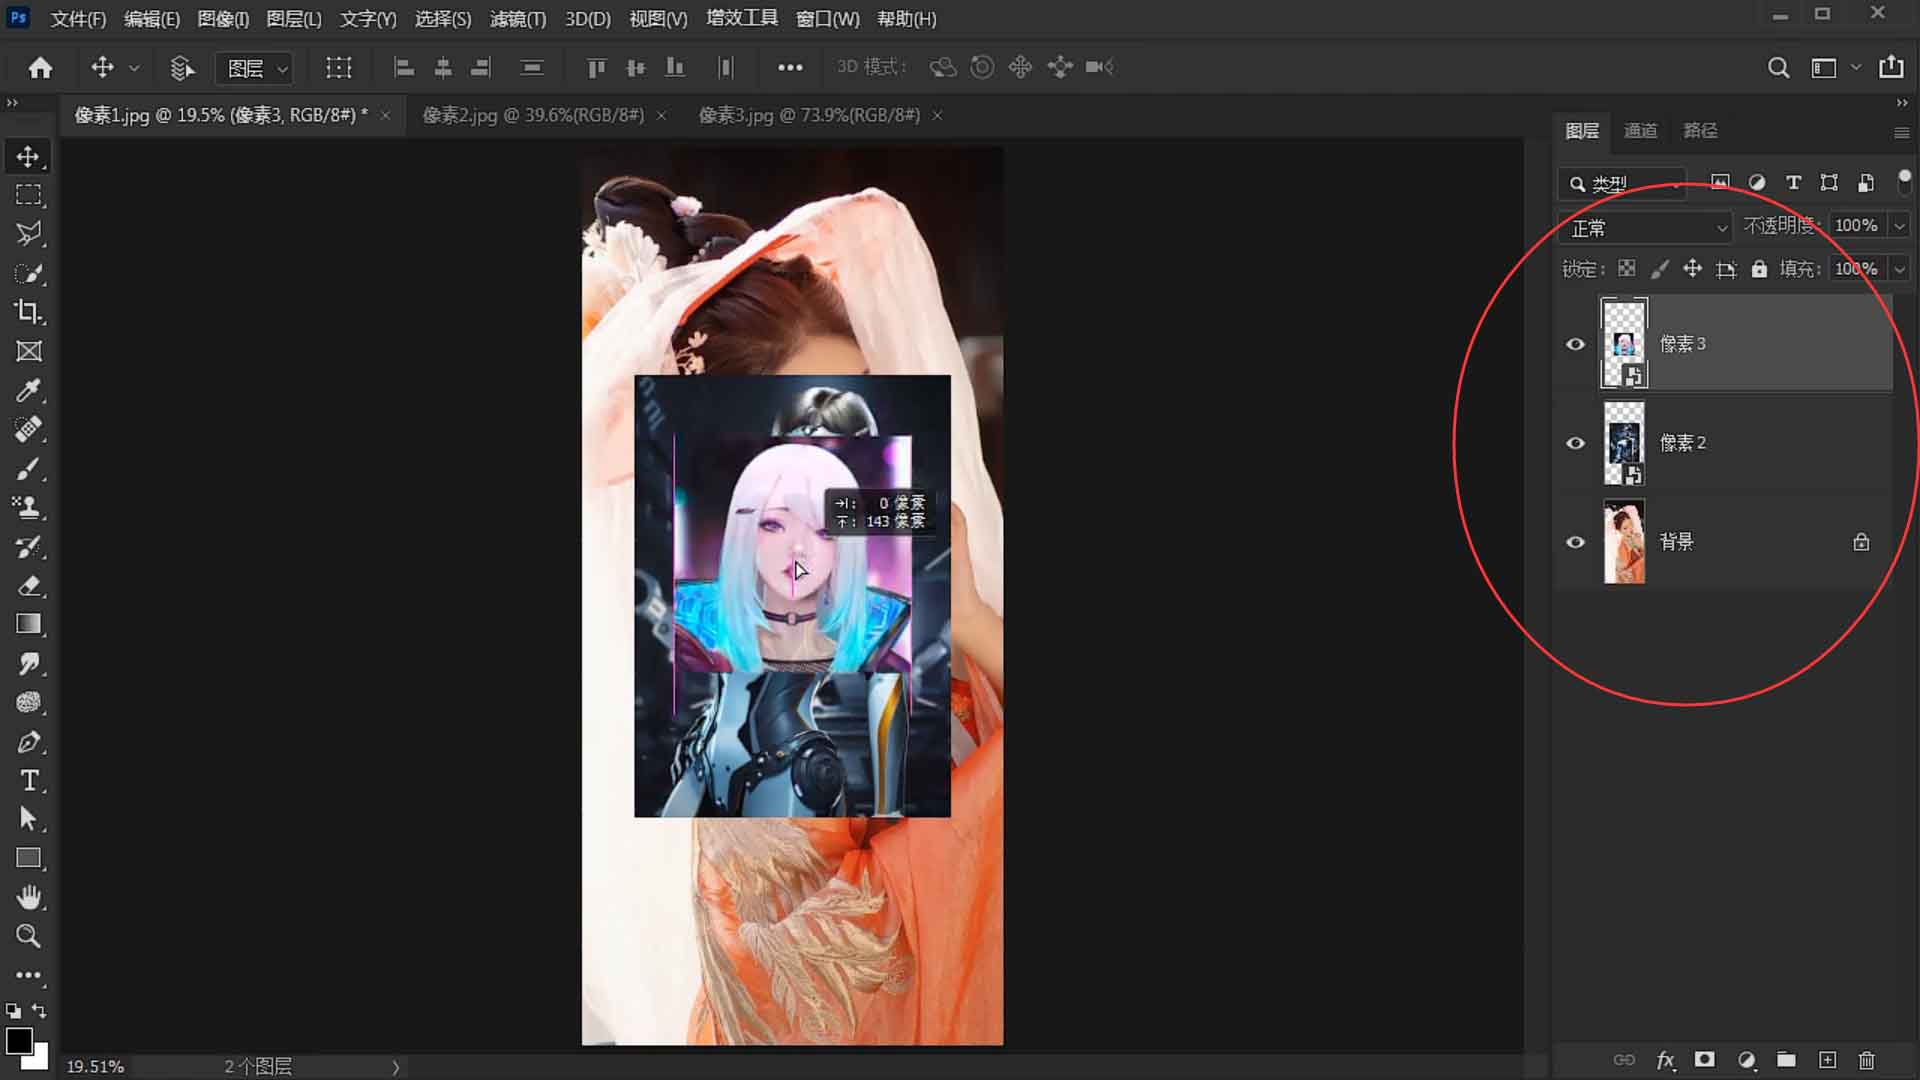 Ps 文件(F) 编辑(E) 图像(I) 图层(L) 文字(Y) 选择(S) 滤镜(T) 3D(D) 视图(V) 增效工具 窗口(W) 帮助(H)
图层 3D 模式:
像素1.jpg @ 19.5% (像素3, RGB/8#) * 像素2.jpg @ 39.6%(RGB/8#) 像素3.jpg @ 73.9%(RGB/8#)
图层 通道 路径
类型
正常 不透明度: 100%
锁定: 填充: 100%
像素3
像素2
背景
0 像素
143 像素
19.51% 2 个图层
fx